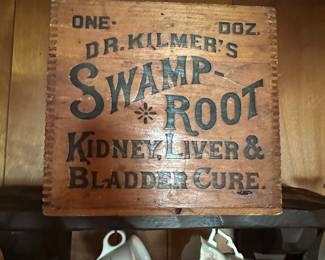 ONE- DOZ.
DR. KILMER'S
SWAMP-
ROOT
KIDNEY, LIVER &
BLADDER CURE.